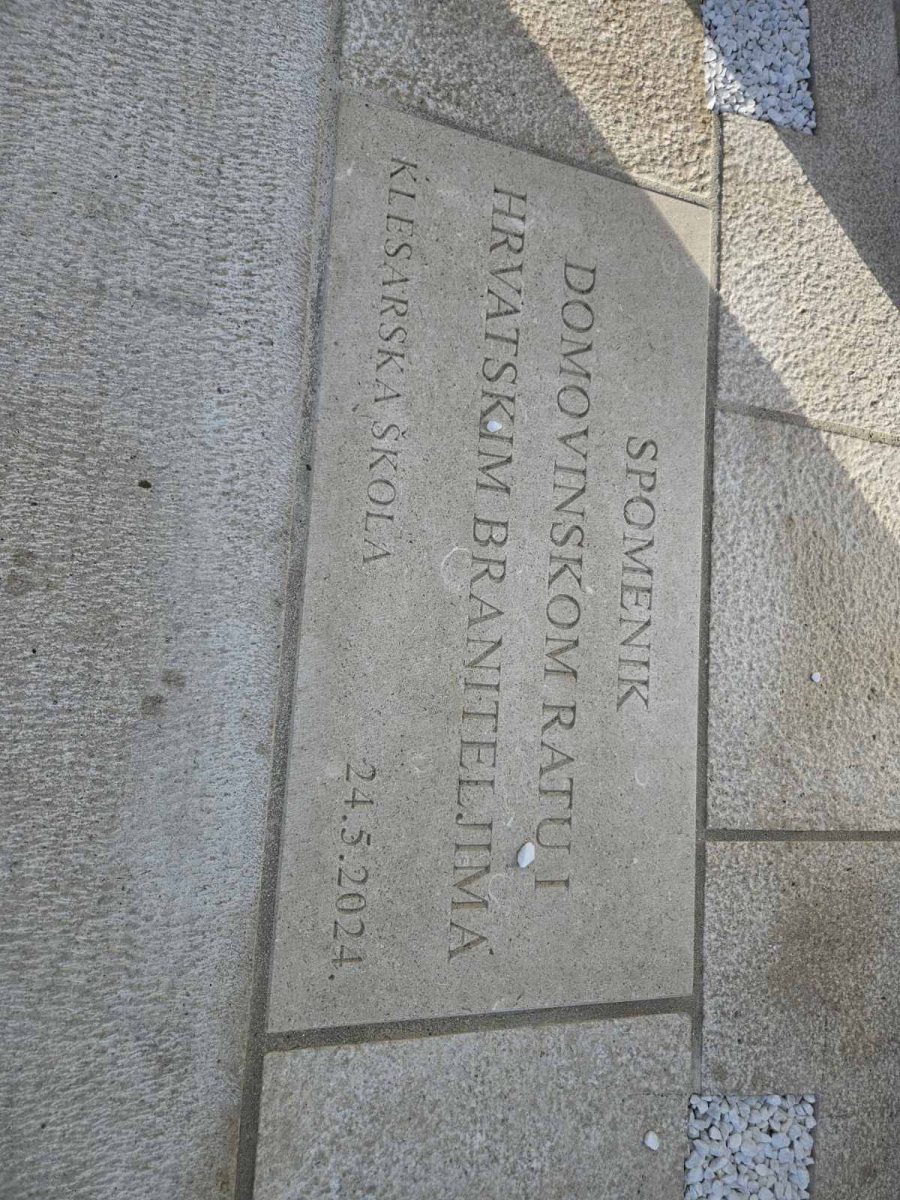 SPOMENIK
DOMOVINSKOM RATU I
HRVATSKIM BRANITELJIMA
KLESARSKA ŠKOLA 24.5.2024.